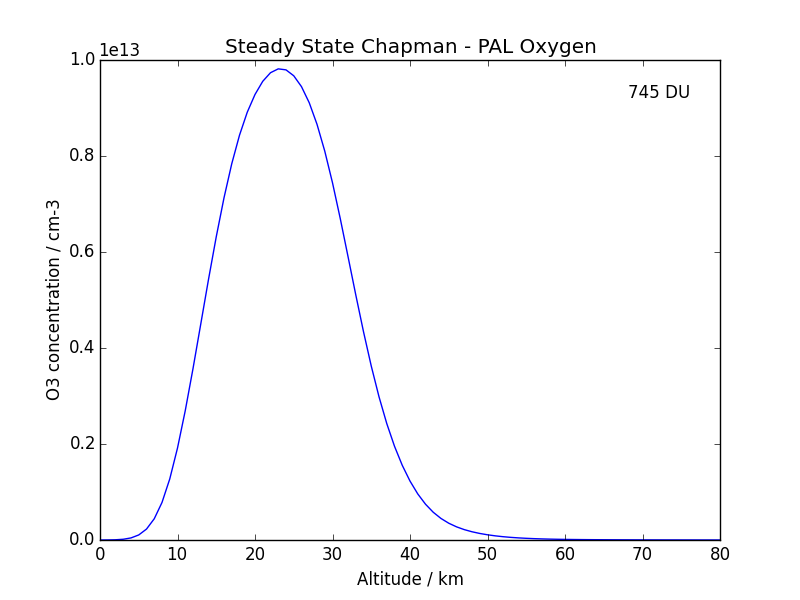 Steady State Chapman - PAL Oxygen
1e13
745 DU
1.0
0.8
0.6
0.4
0.2
0.0
O3 concentration / cm-3
0 10 20 30 40 50 60 70 80
Altitude / km